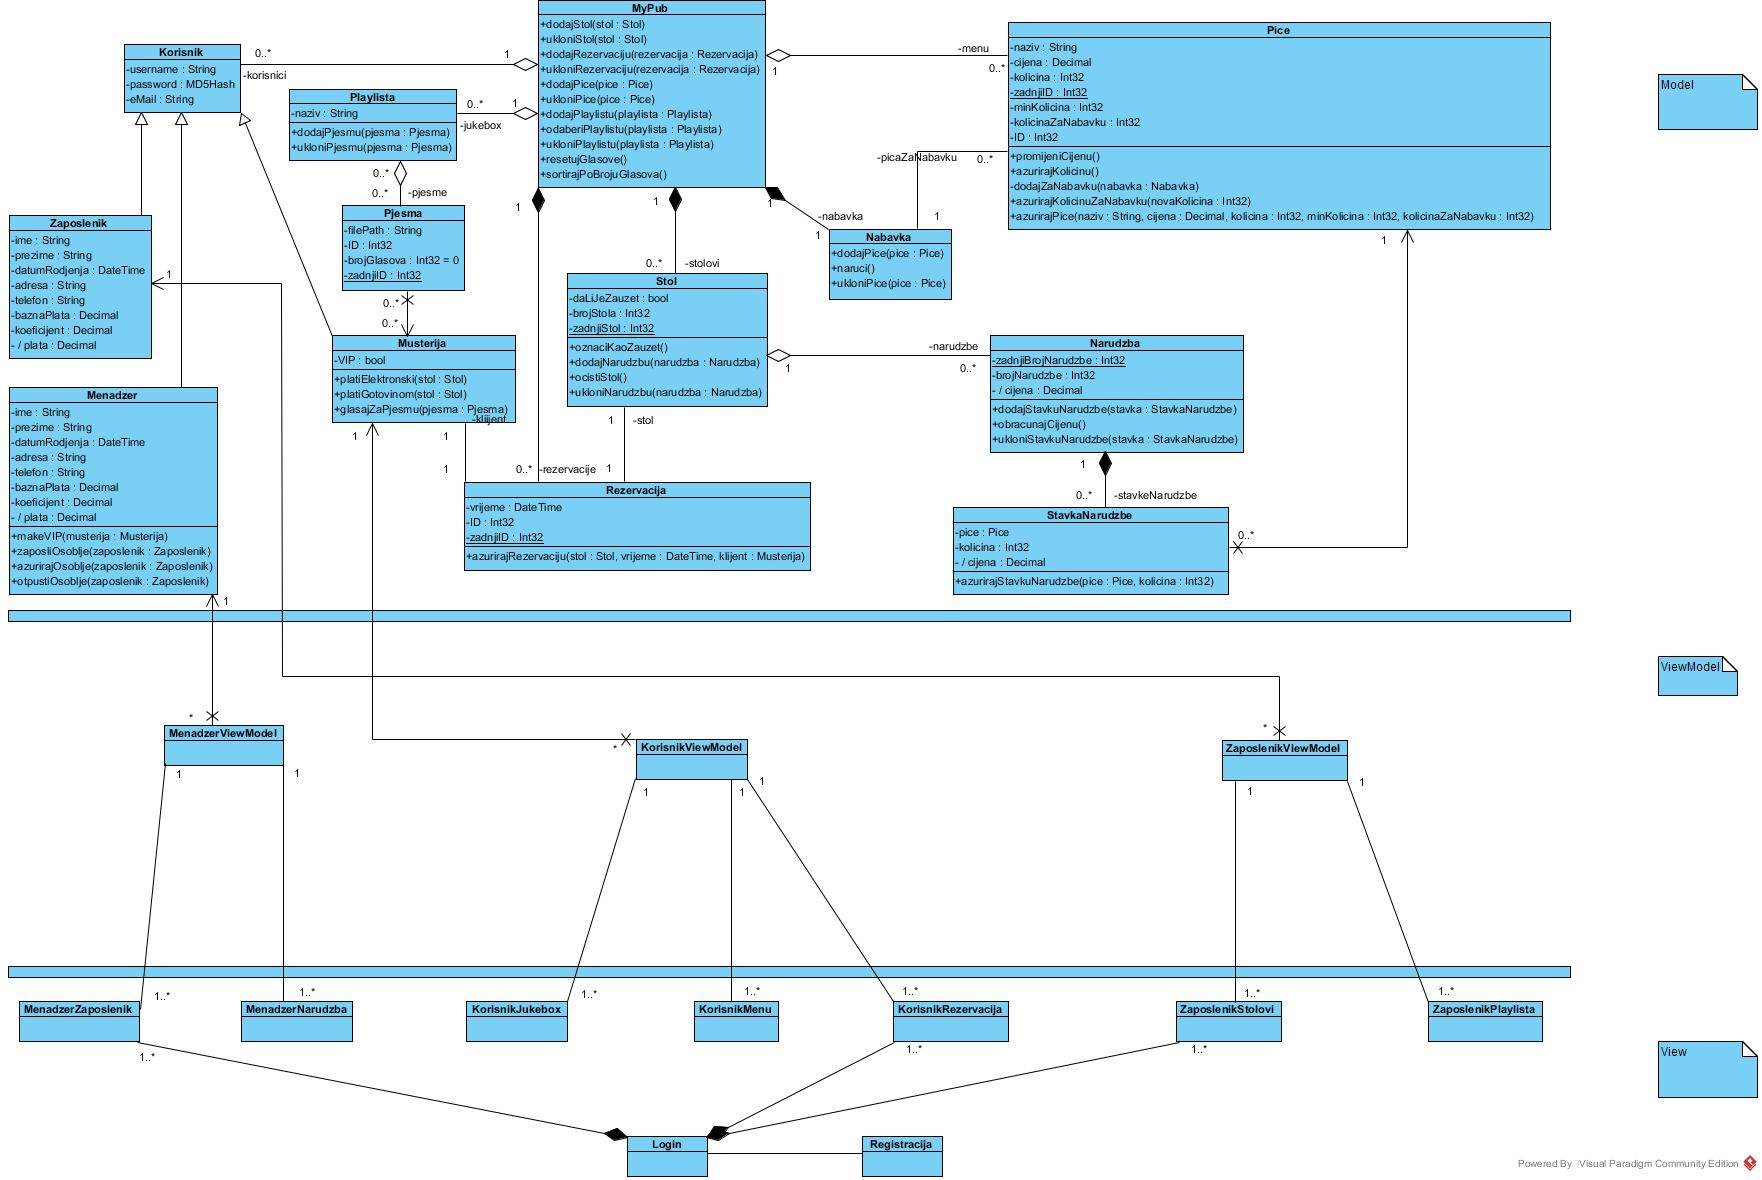 MyPub
+dodajStol(stol : Stol)
+ukloniStol(stol : Stol)
+dodajRezervaciju(rezervacija : Rezervacija)
+ukloniRezervaciju(rezervacija : Rezervacija)
+dodajPice(pice : Pice)
+ukloniPice(pice : Pice)
+dodajPlaylistu(playlista : Playlista)
+odaberiPlaylistu(playlista : Playlista)
+ukloniPlaylistu(playlista : Playlista)
+resetujGlasove()
+sortirajPoBrojuGlasova()
Korisnik
-username : String
-password : MD5Hash
-eMail : String
0..*
-korisnici
1
Playlista
-naziv : String
+dodajPjesmu(pjesma : Pjesma)
+ukloniPjesmu(pjesma : Pjesma)
0..*
-jukebox
1
-menu
0..*
1
Pice
-naziv : String
-cijena : Decimal
-kolicina : Int32
-zadnjiID : Int32
-minKolicina : Int32
-kolicinaZaNabavku : Int32
-ID : Int32
+promijeniCijenu()
+azurirajKolicinu()
-dodajZaNabavku(nabavka : Nabavka)
+azurirajKolicinuZaNabavku(novaKolicina : Int32)
+azurirajPice(naziv : String, cijena : Decimal, kolicina : Int32, minKolicina : Int32, kolicinaZaNabavku : Int32)
Model
-picaZaNabavku
0..*
1
0..*
0..*
-pjesme
Pjesma
-filePath : String
-ID : Int32
-brojGlasova : Int32 = 0
-zadnjiID : Int32
1
1
1
-nabavka
1
Nabavka
+dodajPice(pice : Pice)
+naruci()
+ukloniPice(pice : Pice)
Zaposlenik
-ime : String
-prezime : String
-datumRodjenja : DateTime
-adresa : String
-telefon : String
-baznaPlata : Decimal
-koeficijent : Decimal
- / plata : Decimal
1
0..*
-stolovi
Stol
-daLiJeZauzet : bool
-brojStola : Int32
-zadnjiStol : Int32
+oznaciKaoZauzet()
+dodajNarudzbu(narudzba : Narudzba)
+ocistiStol()
+ukloniNarudzbu(narudzba : Narudzba)
0..*
0..*
Musterija
-VIP : bool
+platiElektronski(stol : Stol)
+platiGotovinom(stol : Stol)
+glasajZaPjesmu(pjesma : Pjesma)
-klijent
1
1
1
-narudzbe
0..*
1
Narudzba
-zadnjiBrojNarudzbe : Int32
-brojNarudzbe : Int32
- / cijena : Decimal
+dodajStavkuNarudzbe(stavka : StavkaNarudzbe)
+obracunajCijenu()
+ukloniStavkuNarudzbe(stavka : StavkaNarudzbe)
1
Menadzer
-ime : String
-prezime : String
-datumRodjenja : DateTime
-adresa : String
-telefon : String
-baznaPlata : Decimal
-koeficijent : Decimal
- / plata : Decimal
+makeVIP(musterija : Musterija)
+zaposliOsoblje(zaposlenik : Zaposlenik)
+azurirajOsoblje(zaposlenik : Zaposlenik)
+otpustiOsoblje(zaposlenik : Zaposlenik)
1
1
-stol
0..*
-rezervacije
1
Rezervacija
-vrijeme : DateTime
-ID : Int32
-zadnjiID : Int32
+azurirajRezervaciju(stol : Stol, vrijeme : DateTime, klijent : Musterija)
1
0..*
-stavkeNarudzbe
StavkaNarudzbe
-pice : Pice
-kolicina : Int32
- / cijena : Decimal
+azurirajStavkuNarudzbe(pice : Pice, kolicina : Int32)
0..*
ViewModel
*
MenadzerViewModel
1
1
*
KorisnikViewModel
1
1
1
*
ZaposlenikViewModel
1
1
1..*
1..*
1..*
1..*
1..*
1..*
1..*
MenadzerZaposlenik
MenadzerNarudzba
KorisnikJukebox
KorisnikMenu
KorisnikRezervacija
ZaposlenikStolovi
ZaposlenikPlaylista
1..*
1..*
1..*
View
Login
Registracija
Powered By Visual Paradigm Community Edition